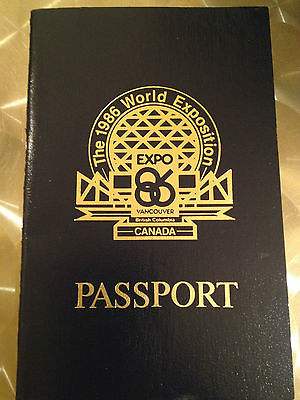 The 1986 World Exposition
EXPO
86
VANCOUVER
British Columbia
CANADA
PASSPORT